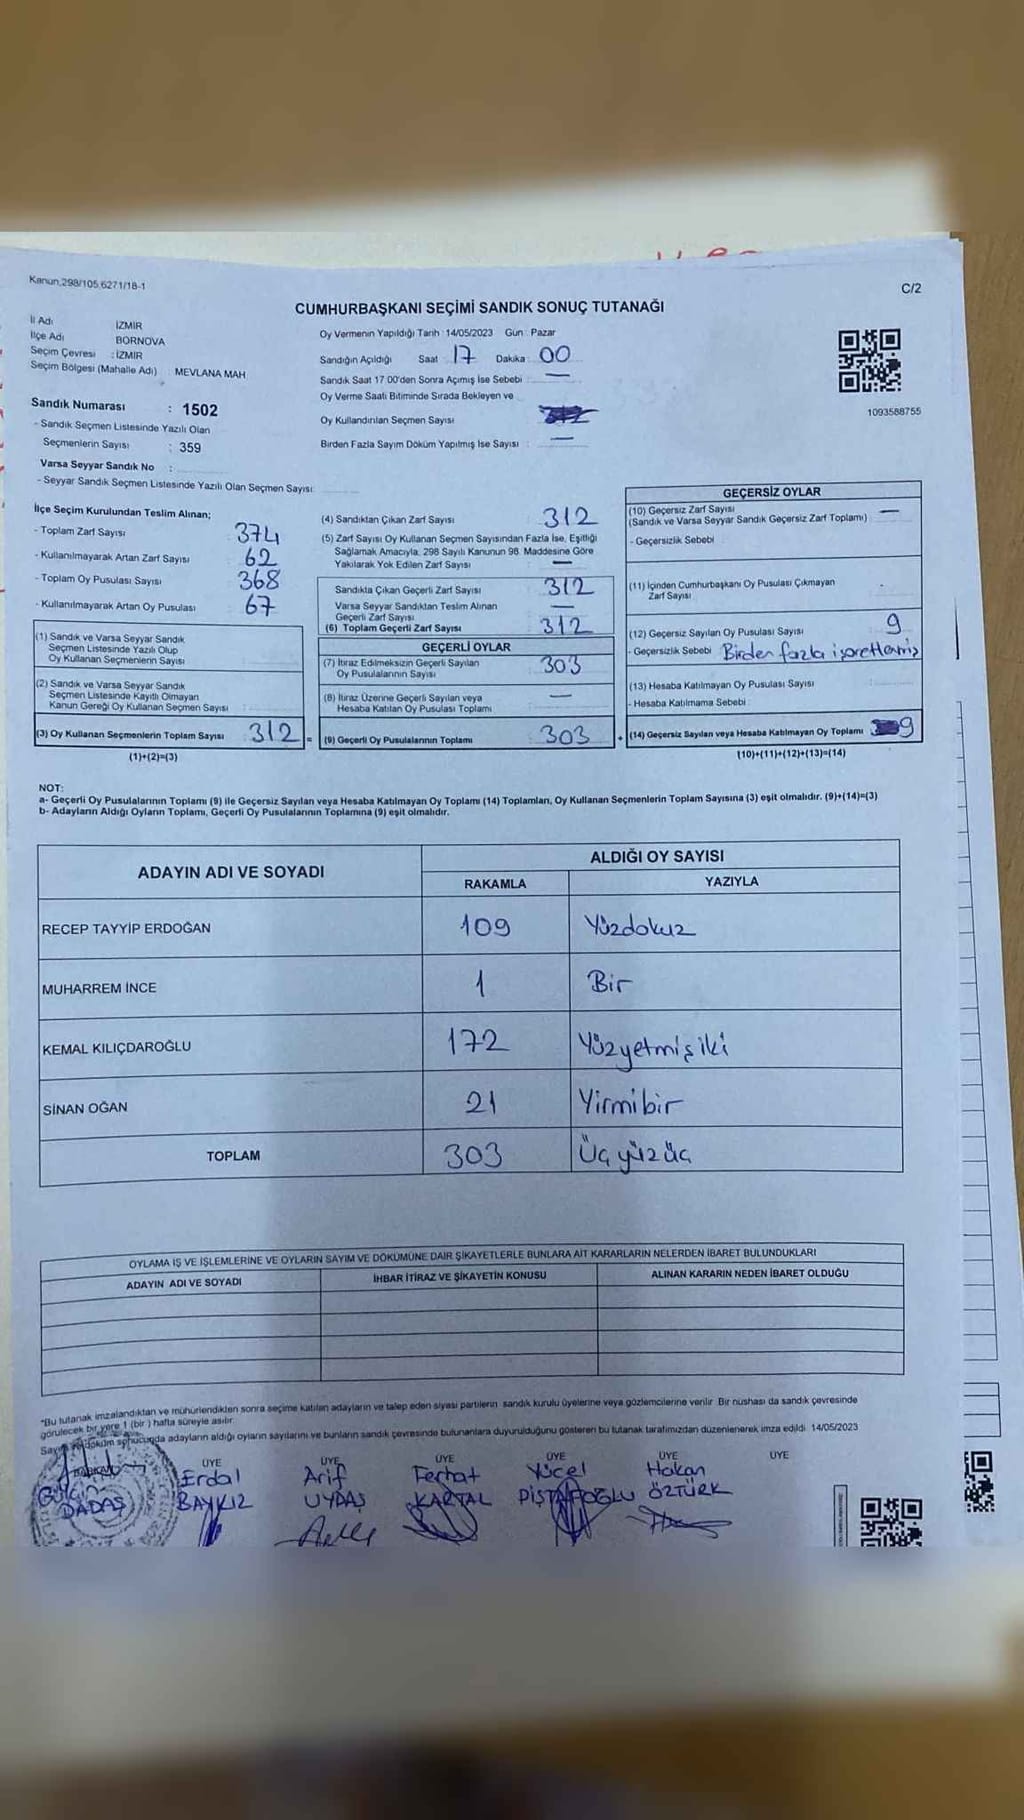 Kanun,298/105,6271/18-1
C/2
CUMHURBAŞKANI SEÇİMİ SANDIK SONUÇ TUTANAĞI
İl Adı İZMİR
İlçe Adı BORNOVA
Seçim Çevresi : İZMİR
Seçim Bölgesi (Mahalle Adı) MEVLANA MAH
Sandık Numarası : 1502
- Sandık Seçmen Listesinde Yazılı Olan
Seçmenlerin Sayısı : 359
Varsa Seyyar Sandık No :
- Seyyar Sandık Seçmen Listesinde Yazılı Olan Seçmen Sayısı:
Oy Vermenin Yapıldığı Tarih : 14/05/2023 Gün : Pazar
Sandığın Açıldığı Saat 17 Dakika 00
Sandık Saat 17 00'den Sonra Açımış İse Sebebi : —
Oy Verme Saati Bitiminde Sırada Bekleyen ve
Oy Kullandırılan Seçmen Sayısı
Birden Fazla Sayım Döküm Yapılmış İse Sayısı : —
1093588755
İlçe Seçim Kurulundan Teslim Alınan;
- Toplam Zarf Sayısı 374
- Kullanılmayarak Artan Zarf Sayısı 62
- Toplam Oy Pusulası Sayısı 368
- Kullanılmayarak Artan Oy Pusulası 67
(1) Sandık ve Varsa Seyyar Sandık
Seçmen Listesinde Yazılı Olup
Oy Kullanan Seçmenlerin Sayısı
(2) Sandık ve Varsa Seyyar Sandık
Seçmen Listesinde Kayıtlı Olmayan
Kanun Gereği Oy Kullanan Seçmen Sayısı
(3) Oy Kullanan Seçmenlerin Toplam Sayısı 312 =
(1)+(2)=(3)
(4) Sandıktan Çıkan Zarf Sayısı 312
(5) Zarf Sayısı Oy Kullanan Seçmen Sayısından Fazla İse, Eşitliği
Sağlamak Amacıyla, 298 Sayılı Kanunun 98. Maddesine Göre
Yakılarak Yok Edilen Zarf Sayısı —
Sandıkta Çıkan Geçerli Zarf Sayısı 312
Varsa Seyyar Sandıktan Teslim Alınan
Geçerli Zarf Sayısı —
(6) Toplam Geçerli Zarf Sayısı 312
GEÇERLİ OYLAR
(7) İtiraz Edilmeksizin Geçerli Sayılan
Oy Pusulalarının Sayısı 303
(8) İtiraz Üzerine Geçerli Sayılan veya
Hesaba Katılan Oy Pusulası Toplamı —
(9) Geçerli Oy Pusulalarının Toplamı 303 +
GEÇERSİZ OYLAR
(10) Geçersiz Zarf Sayısı —
(Sandık ve Varsa Seyyar Sandık Geçersiz Zarf Toplamı)
- Geçersizlik Sebebi
(11) İçinden Cumhurbaşkanı Oy Pusulası Çıkmayan
Zarf Sayısı
(12) Geçersiz Sayılan Oy Pusulası Sayısı 9
- Geçersizlik Sebebi Birden fazla işaretlenmiş
(13) Hesaba Katılmayan Oy Pusulası Sayısı
- Hesaba Katılmama Sebebi
(14) Geçersiz Sayılan veya Hesaba Katılmayan Oy Toplamı 9
(10)+(11)+(12)+(13)=(14)
NOT:
a- Geçerli Oy Pusulalarının Toplamı (9) ile Geçersiz Sayılan veya Hesaba Katılmayan Oy Toplamı (14) Toplamları, Oy Kullanan Seçmenlerin Toplam Sayısına (3) eşit olmalıdır. (9)+(14)=(3)
b- Adayların Aldığı Oyların Toplamı, Geçerli Oy Pusulalarının Toplamına (9) eşit olmalıdır.
ADAYIN ADI VE SOYADI
ALDIĞI OY SAYISI
RAKAMLA YAZIYLA
RECEP TAYYİP ERDOĞAN 109 Yüzdokuz
MUHARREM İNCE 1 Bir
KEMAL KILIÇDAROĞLU 172 Yüzyetmişiki
SİNAN OĞAN 21 Yirmibir
TOPLAM 303 Üçyüzüç
OYLAMA İŞ VE İŞLEMLERİNE VE OYLARIN SAYIM VE DÖKÜMÜNE DAİR ŞİKAYETLERLE BUNLARA AİT KARARLARIN NELERDEN İBARET BULUNDUKLARI
ADAYIN ADI VE SOYADI İHBAR İTİRAZ VE ŞİKAYETİN KONUSU ALINAN KARARIN NEDEN İBARET OLDUĞU
*Bu tutanak imzalandıktan ve mühürlendikten sonra seçime katılan adayların ve talep eden siyasi partilerin sandık kurulu üyelerine veya gözlemcilerine verilir. Bir nüshası da sandık çevresinde
görülecek bir yere 1 (bir ) hafta süreyle asılır.
Sayım ve döküm sonucunda adayların aldığı oyların sayılarını ve bunların sandık çevresinde bulunanlara duyurulduğunu gösteren bu tutanak tarafımızdan düzenlenerek imza edildi. 14/05/2023
BAŞKAN ÜYE ÜYE ÜYE ÜYE ÜYE ÜYE
Erdal Arif Ferhat Yücel Hakan
DADAŞ BAYKIZ UYDAŞ KARTAL PİŞTAFOĞLU ÖZTÜRK